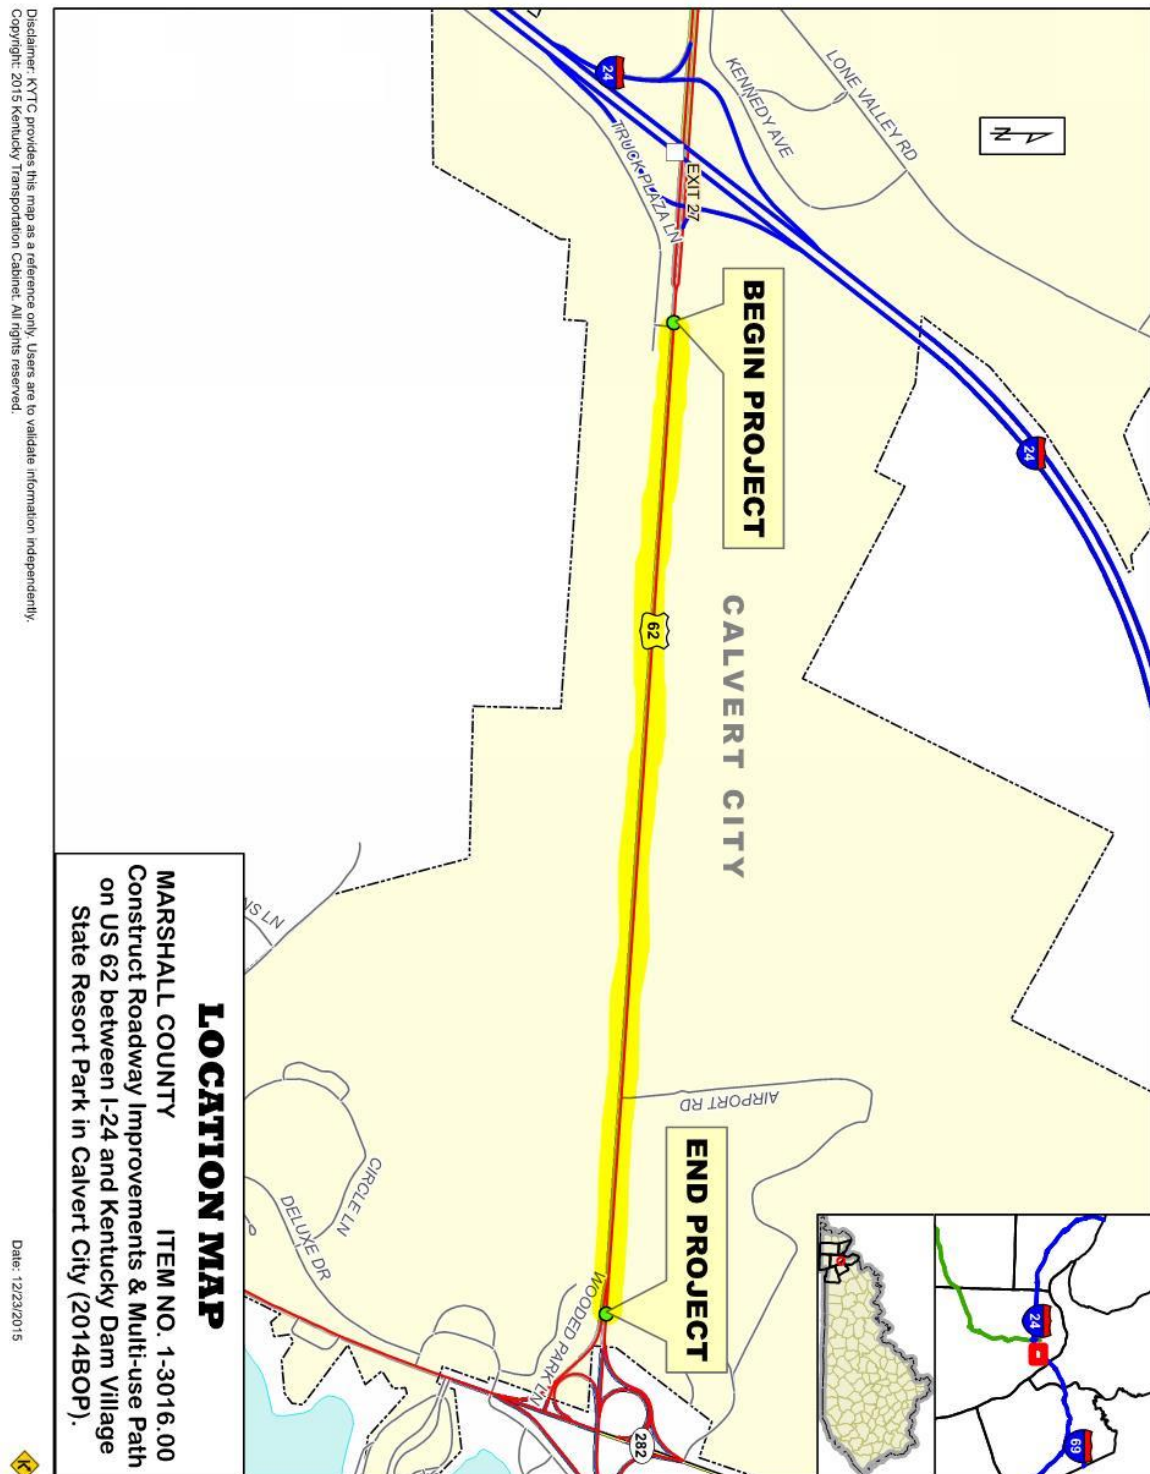 LONE VALLEY RD
KENNEDY AVE
N
24
EXIT 27
TRUCK PLAZA LN
BEGIN PROJECT
24
62
CALVERT CITY
AIRPORT RD
END PROJECT
WOODED PARK LN
282
NS LN
CIRCLE LN
DELUXE DR
24
69
LOCATION MAP
MARSHALL COUNTY ITEM NO. 1-3016.00
Construct Roadway Improvements & Multi-use Path
on US 62 between I-24 and Kentucky Dam Village
State Resort Park in Calvert City (2014BOP).
Disclaimer: KYTC provides this map as a reference only. Users are to validate information independently.
Copyright: 2015 Kentucky Transportation Cabinet. All rights reserved.
Date: 12/23/2015